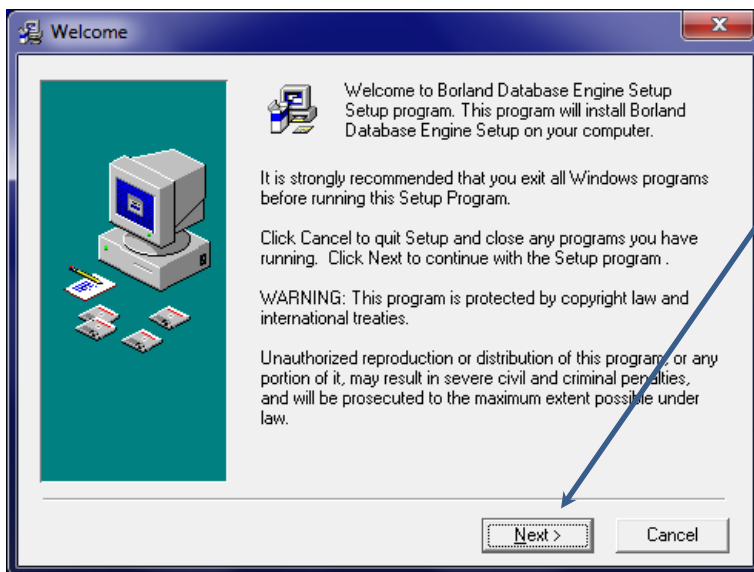 Welcome
X
Welcome to Borland Database Engine Setup
Setup program. This program will install Borland
Database Engine Setup on your computer.
It is strongly recommended that you exit all Windows programs
before running this Setup Program.
Click Cancel to quit Setup and close any programs you have
running. Click Next to continue with the Setup program .
WARNING: This program is protected by copyright law and
international treaties.
Unauthorized reproduction or distribution of this program, or any
portion of it, may result in severe civil and criminal penalties,
and will be prosecuted to the maximum extent possible under
law.
Next >
Cancel